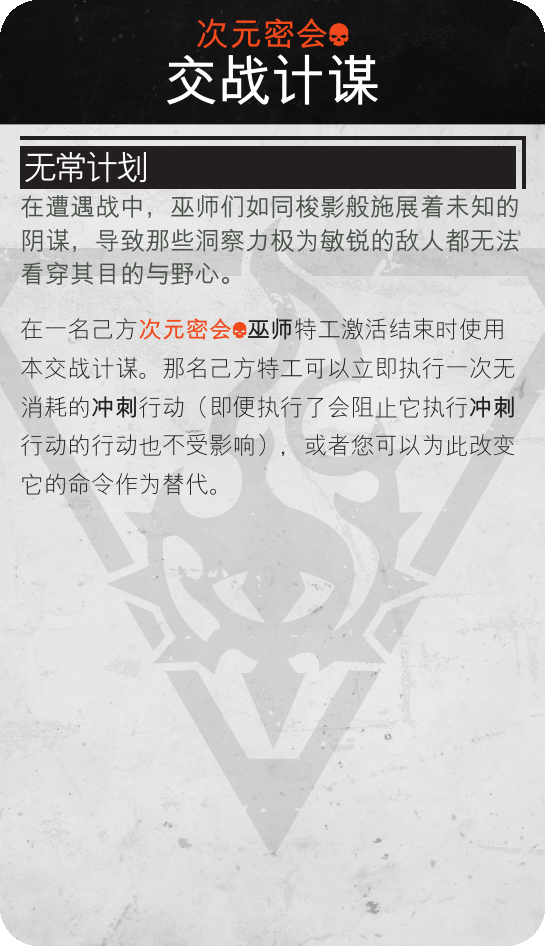 次元密会
交战计谋
无常计划
在遭遇战中，巫师们如同梭影般施展着未知的
阴谋，导致那些洞察力极为敏锐的敌人都无法
看穿其目的与野心。
在一名己方次元密会巫师特工激活结束时使用
本交战计谋。那名己方特工可以立即执行一次无
消耗的冲刺行动（即便执行了会阻止它执行冲刺
行动的行动也不受影响），或者您可以为此改变
它的命令作为替代。